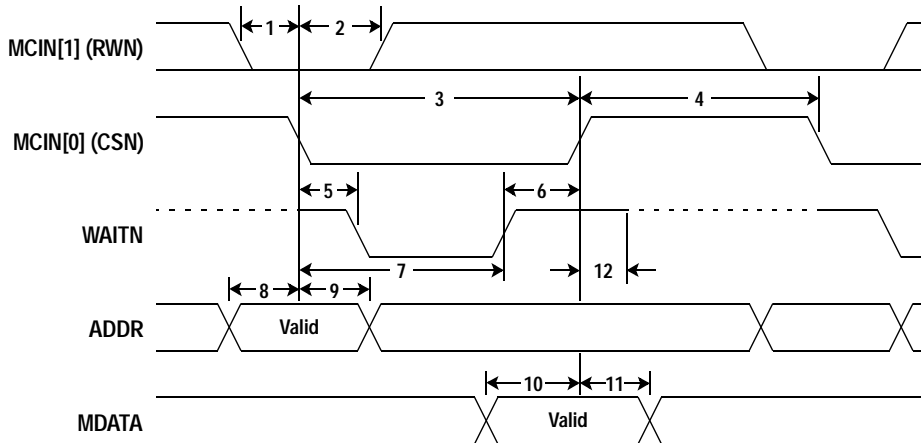 1 2
MCIN[1] (RWN)
3 4
MCIN[0] (CSN)
5 6
WAITN
7 12
8 9
ADDR Valid
10 11
MDATA Valid